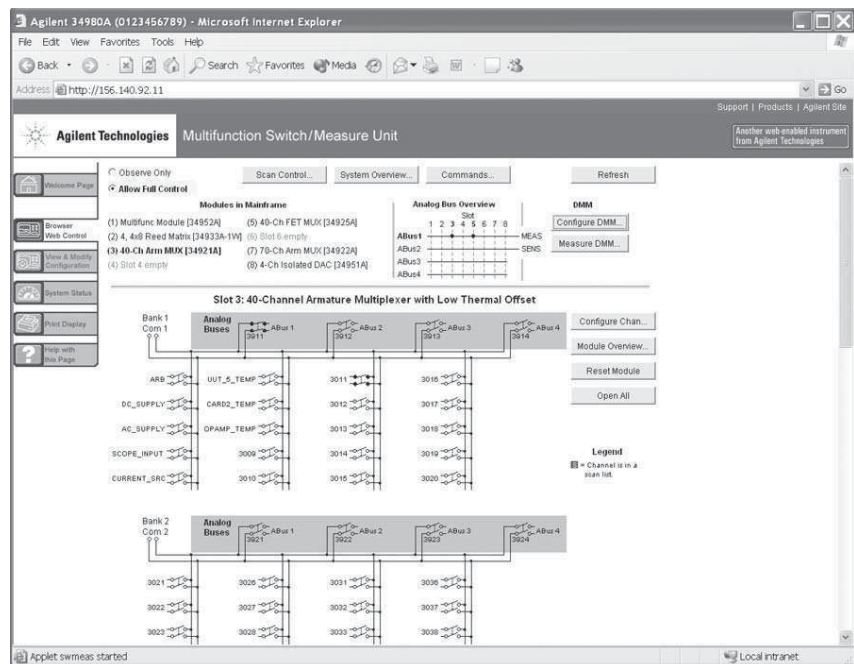 Agilent 34980A (0123456789) - Microsoft Internet Explorer
File Edit View Favorites Tools Help
Back Search Favorites Media
Address http://156.140.92.11 Go
Support | Products | Agilent Site
Agilent Technologies Multifunction Switch/Measure Unit
Another web-enabled instrument
from Agilent Technologies
Welcome Page
Browser
Web Control
View & Modify
Configuration
System Status
Print Display
Help with
this Page
Observe Only
Allow Full Control
Scan Control... System Overview... Commands... Refresh
Modules in Mainframe
(1) Multifunc Module [34952A] (5) 40-Ch FET MUX [34925A]
(2) 4, 4x8 Reed Matrix [34933A-1W] (6) Slot 6 empty
(3) 40-Ch Arm MUX [34921A] (7) 70-Ch Arm MUX [34922A]
(4) Slot 4 empty (8) 4-Ch Isolated DAC [34951A]
Analog Bus Overview
Slot
1 2 3 4 5 6 7 8
ABus1 MEAS
ABus2 SENS
ABus3
ABus4
DMM
Configure DMM...
Measure DMM...
Slot 3: 40-Channel Armature Multiplexer with Low Thermal Offset
Bank 1
Com 1
Analog
Buses
ABus 1 ABus 2 ABus 3 ABus 4
3911 3912 3913 3914
Configure Chan...
Module Overview...
Reset Module
Open All
ARB UUT_5_TEMP 3011 3016
DC_SUPPLY CARD2_TEMP 3012 3017
AC_SUPPLY OPAMP_TEMP 3013 3018
SCOPE_INPUT 3009 3014 3019
CURRENT_SRC 3010 3015 3020
Legend
= Channel is in a
scan list.
Bank 2
Com 2
Analog
Buses
ABus 1 ABus 2 ABus 3 ABus 4
3921 3922 3923 3924
3021 3026 3031 3036
3022 3027 3032 3037
3023 3028 3033 3038
Applet swmeas started Local intranet